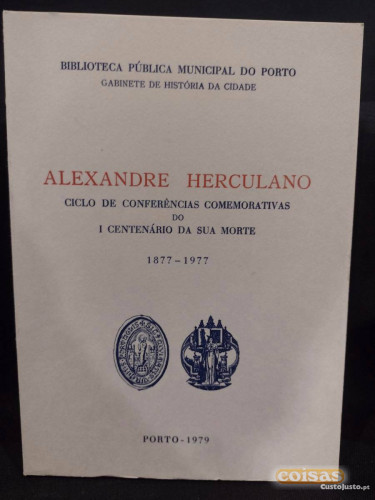 BIBLIOTECA PÚBLICA MUNICIPAL DO PORTO
GABINETE DE HISTÓRIA DA CIDADE
ALEXANDRE HERCULANO
CICLO DE CONFERÊNCIAS COMEMORATIVAS
DO
I CENTENÁRIO DA SUA MORTE
1877-1977
PORTO-1979
coisas
CustoJusto.pt